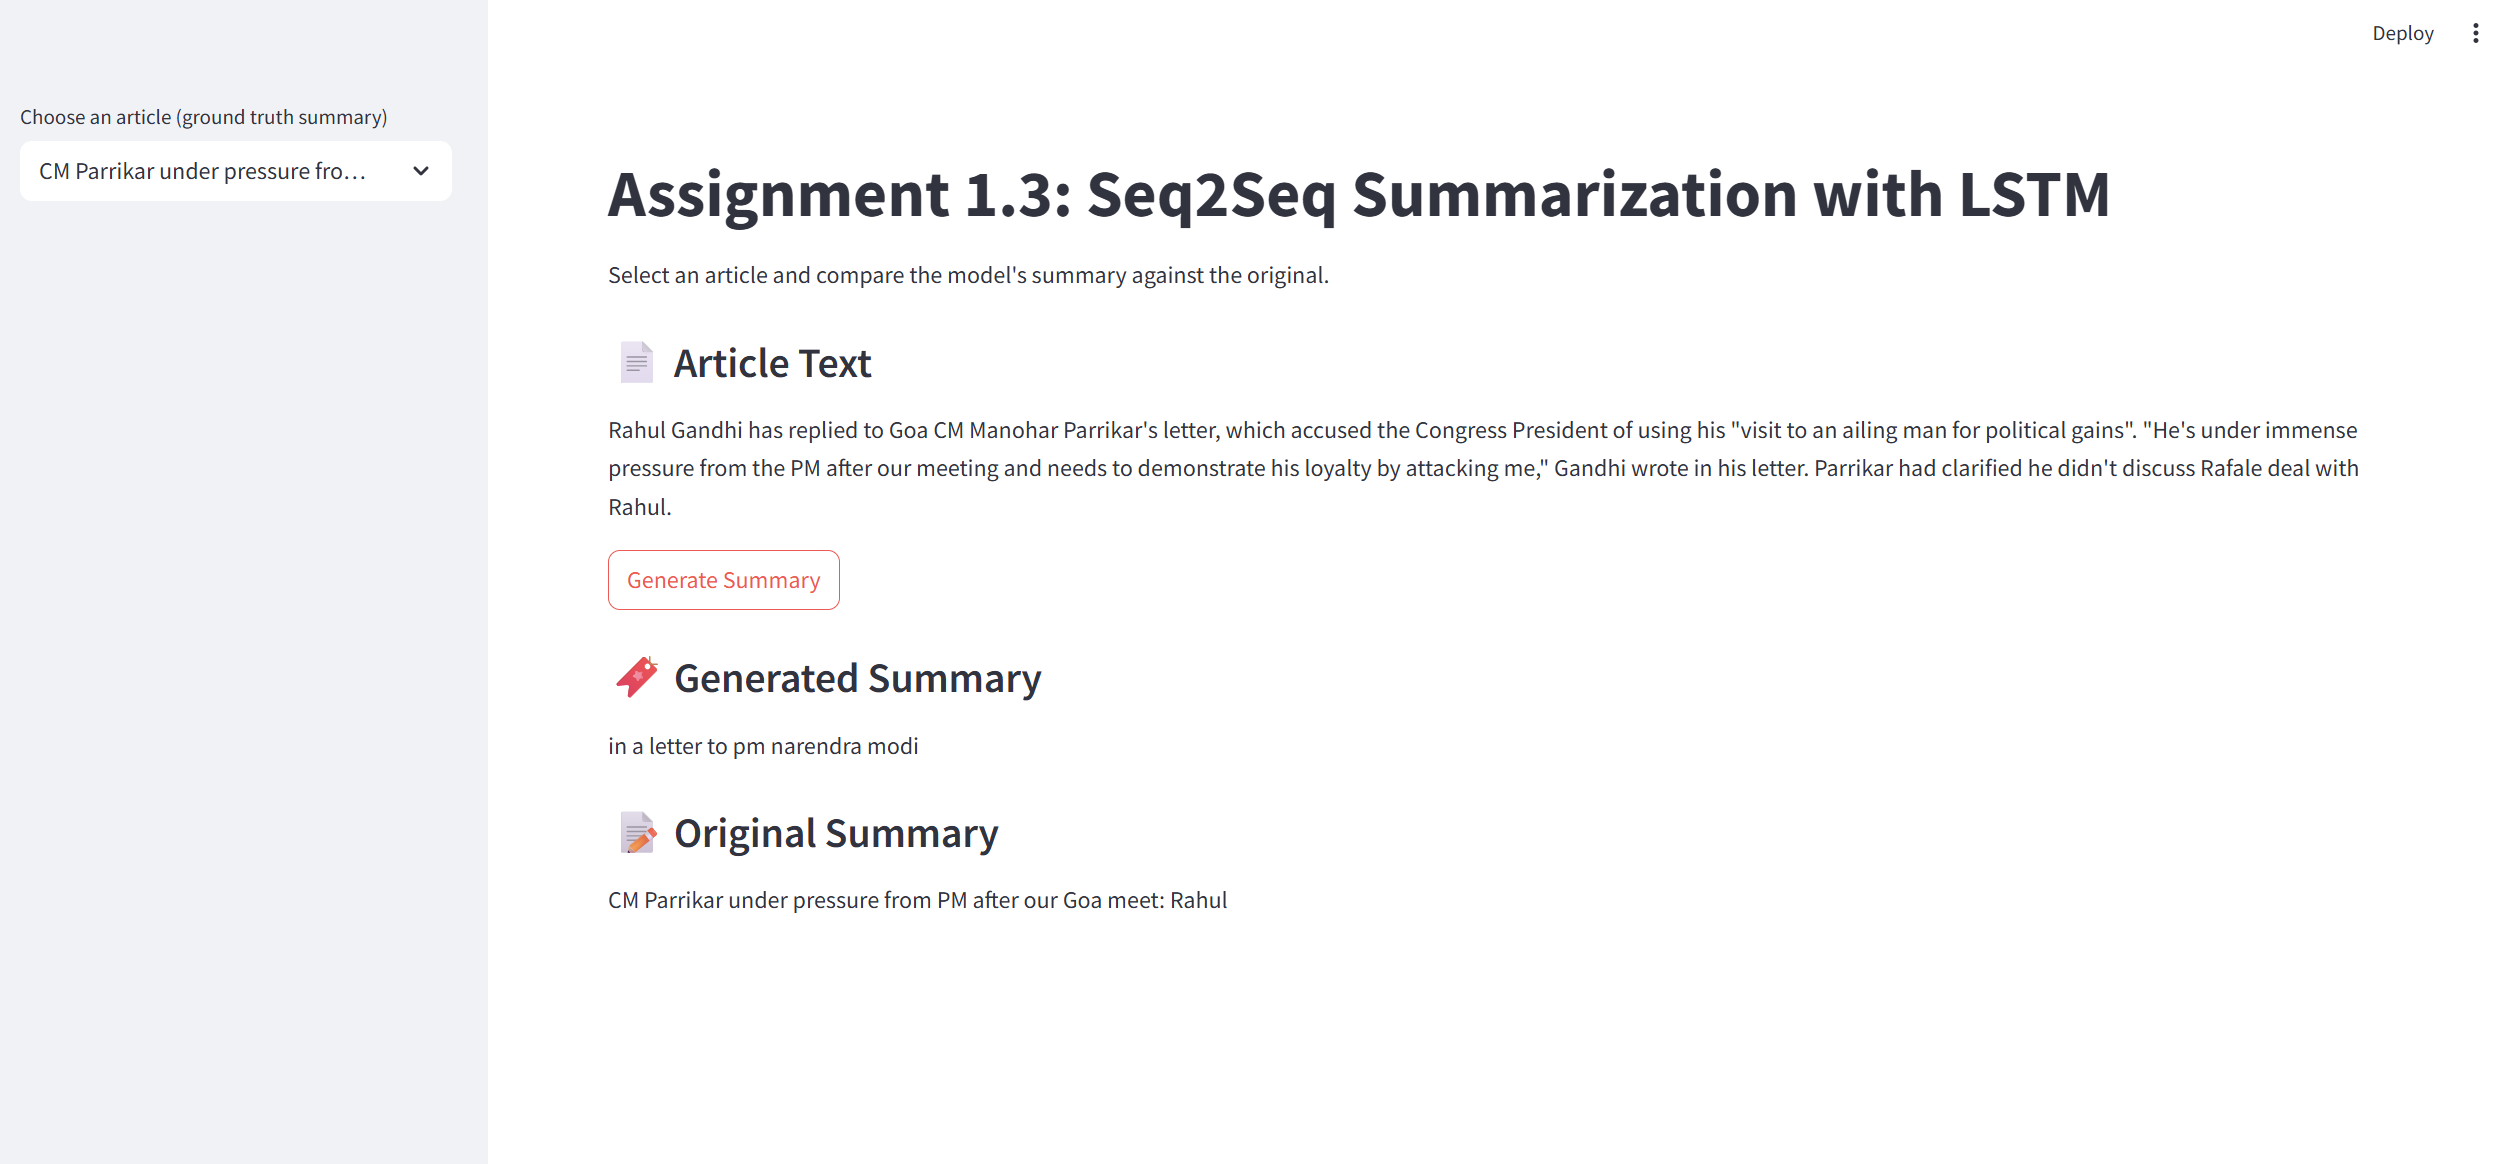 Deploy
Choose an article (ground truth summary)
CM Parrikar under pressure fro...
Assignment 1.3: Seq2Seq Summarization with LSTM
Select an article and compare the model's summary against the original.
Article Text
Rahul Gandhi has replied to Goa CM Manohar Parrikar's letter, which accused the Congress President of using his "visit to an ailing man for political gains". "He's under immense
pressure from the PM after our meeting and needs to demonstrate his loyalty by attacking me," Gandhi wrote in his letter. Parrikar had clarified he didn't discuss Rafale deal with
Rahul.
Generate Summary
Generated Summary
in a letter to pm narendra modi
Original Summary
CM Parrikar under pressure from PM after our Goa meet: Rahul